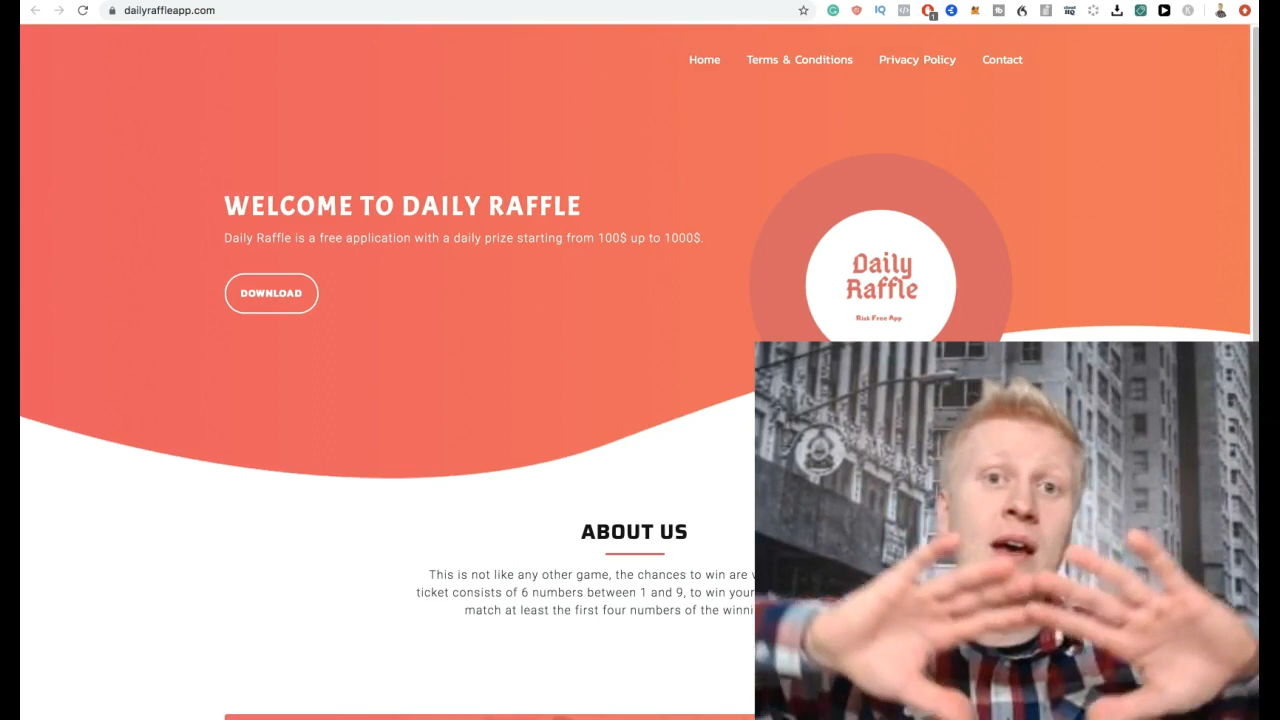 dailyraffleapp.com
1
Home Terms & Conditions Privacy Policy Contact
WELCOME TO DAILY RAFFLE
Daily Raffle is a free application with a daily prize starting from 100$ up to 1000$.
DOWNLOAD
Daily
Raffle
Risk Free App
ABOUT US
This is not like any other game, the chances to win are
ticket consists of 6 numbers between 1 and 9, to win your
match at least the first four numbers of the